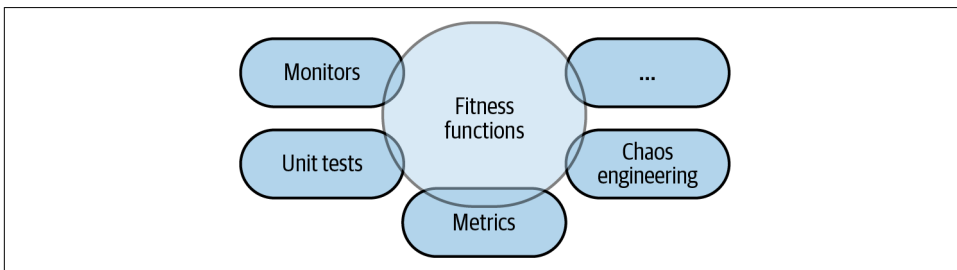 Monitors
...
Fitness
functions
Unit tests
Chaos
engineering
Metrics